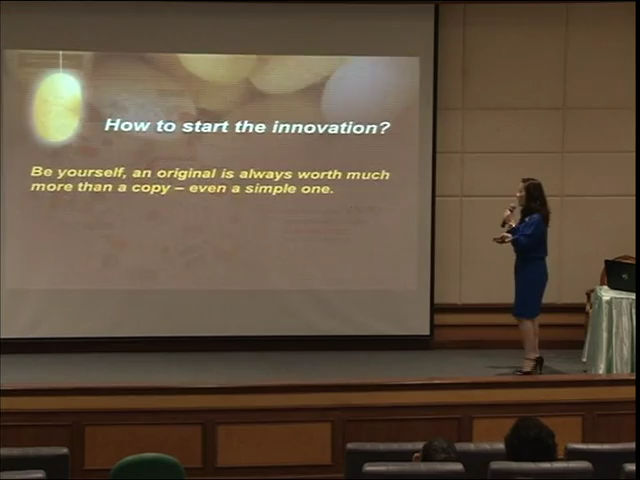 How to start the innovation?
Be yourself, an original is always worth much
more than a copy – even a simple one.